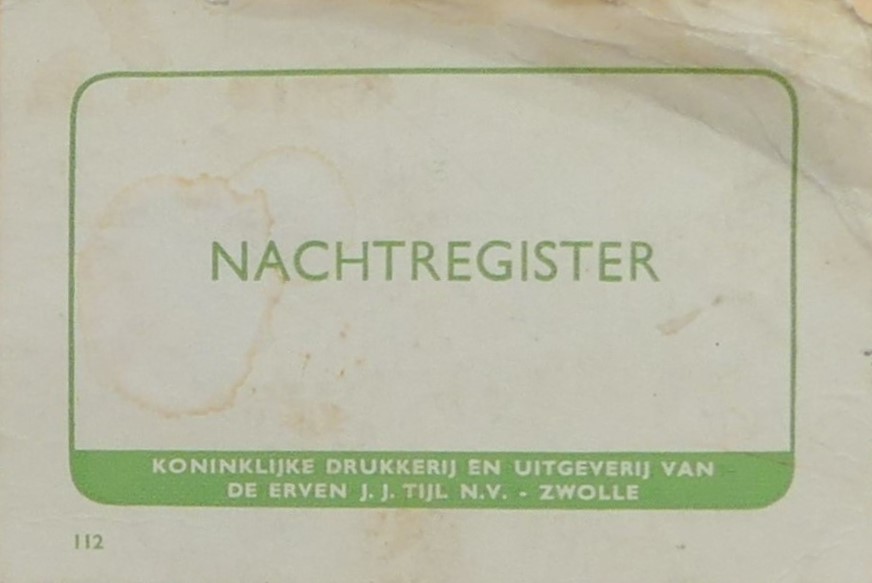 NACHTREGISTER
KONINKLIJKE DRUKKERIJ EN UITGEVERIJ VAN
DE ERVEN J. J. TIJL N.V. - ZWOLLE
112